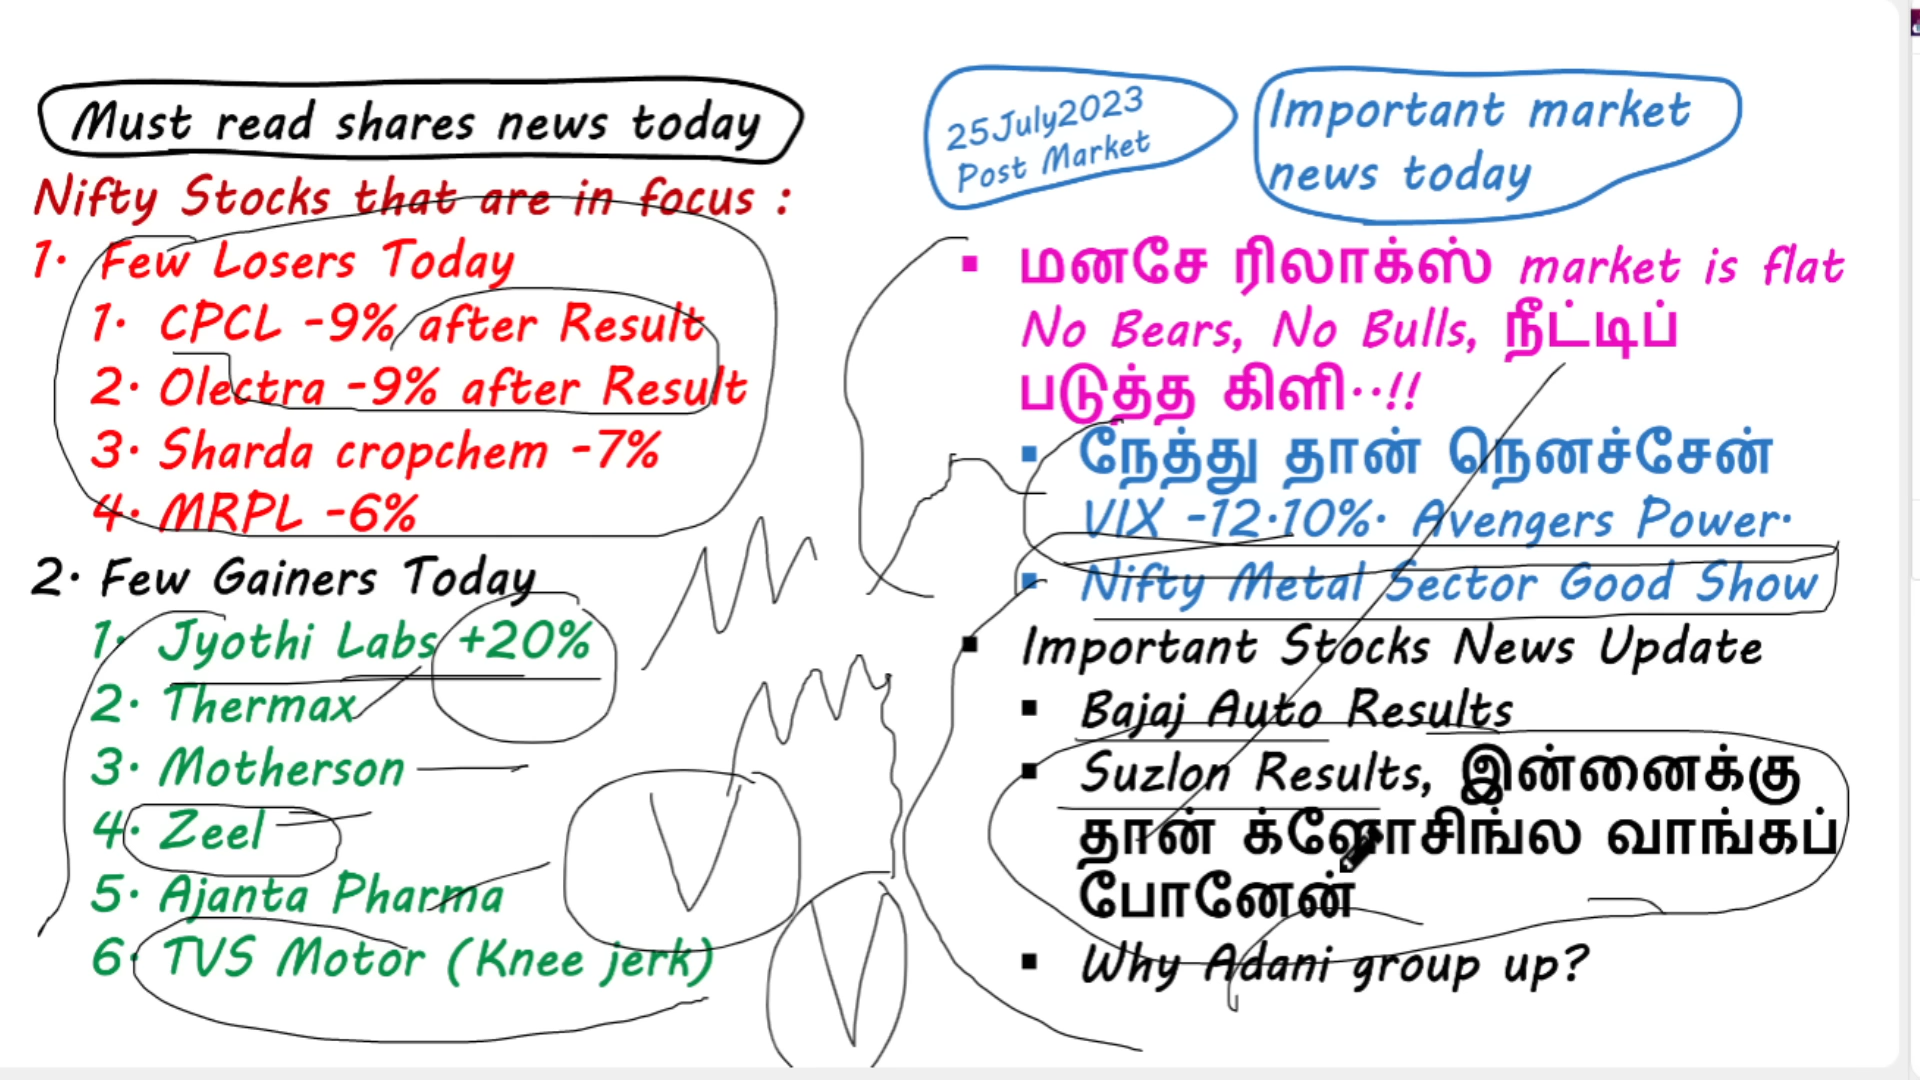 Must read shares news today
Nifty Stocks that are in focus :
1. Few Losers Today
1. CPCL -9% after Result
2. Olectra -9% after Result
3. Sharda cropchem -7%
4. MRPL -6%
2. Few Gainers Today
1. Jyothi Labs +20%
2. Thermax
3. Motherson
4. Zeel
5. Ajanta Pharma
6. TVS Motor (Knee jerk)
25July2023
Post Market
Important market
news today
▪ மனசே ரிலாக்ஸ் market is flat
No Bears, No Bulls, நீட்டிப்
படுத்த கிளி..!!
▪ நேத்து தான் நெனச்சேன்
VIX -12.10%. Avengers Power.
▪ Nifty Metal Sector Good Show
▪ Important Stocks News Update
▪ Bajaj Auto Results
▪ Suzlon Results, இன்னைக்கு
தான் க்ளோசிங்ல வாங்கப்
போனேன்
▪ Why Adani group up?